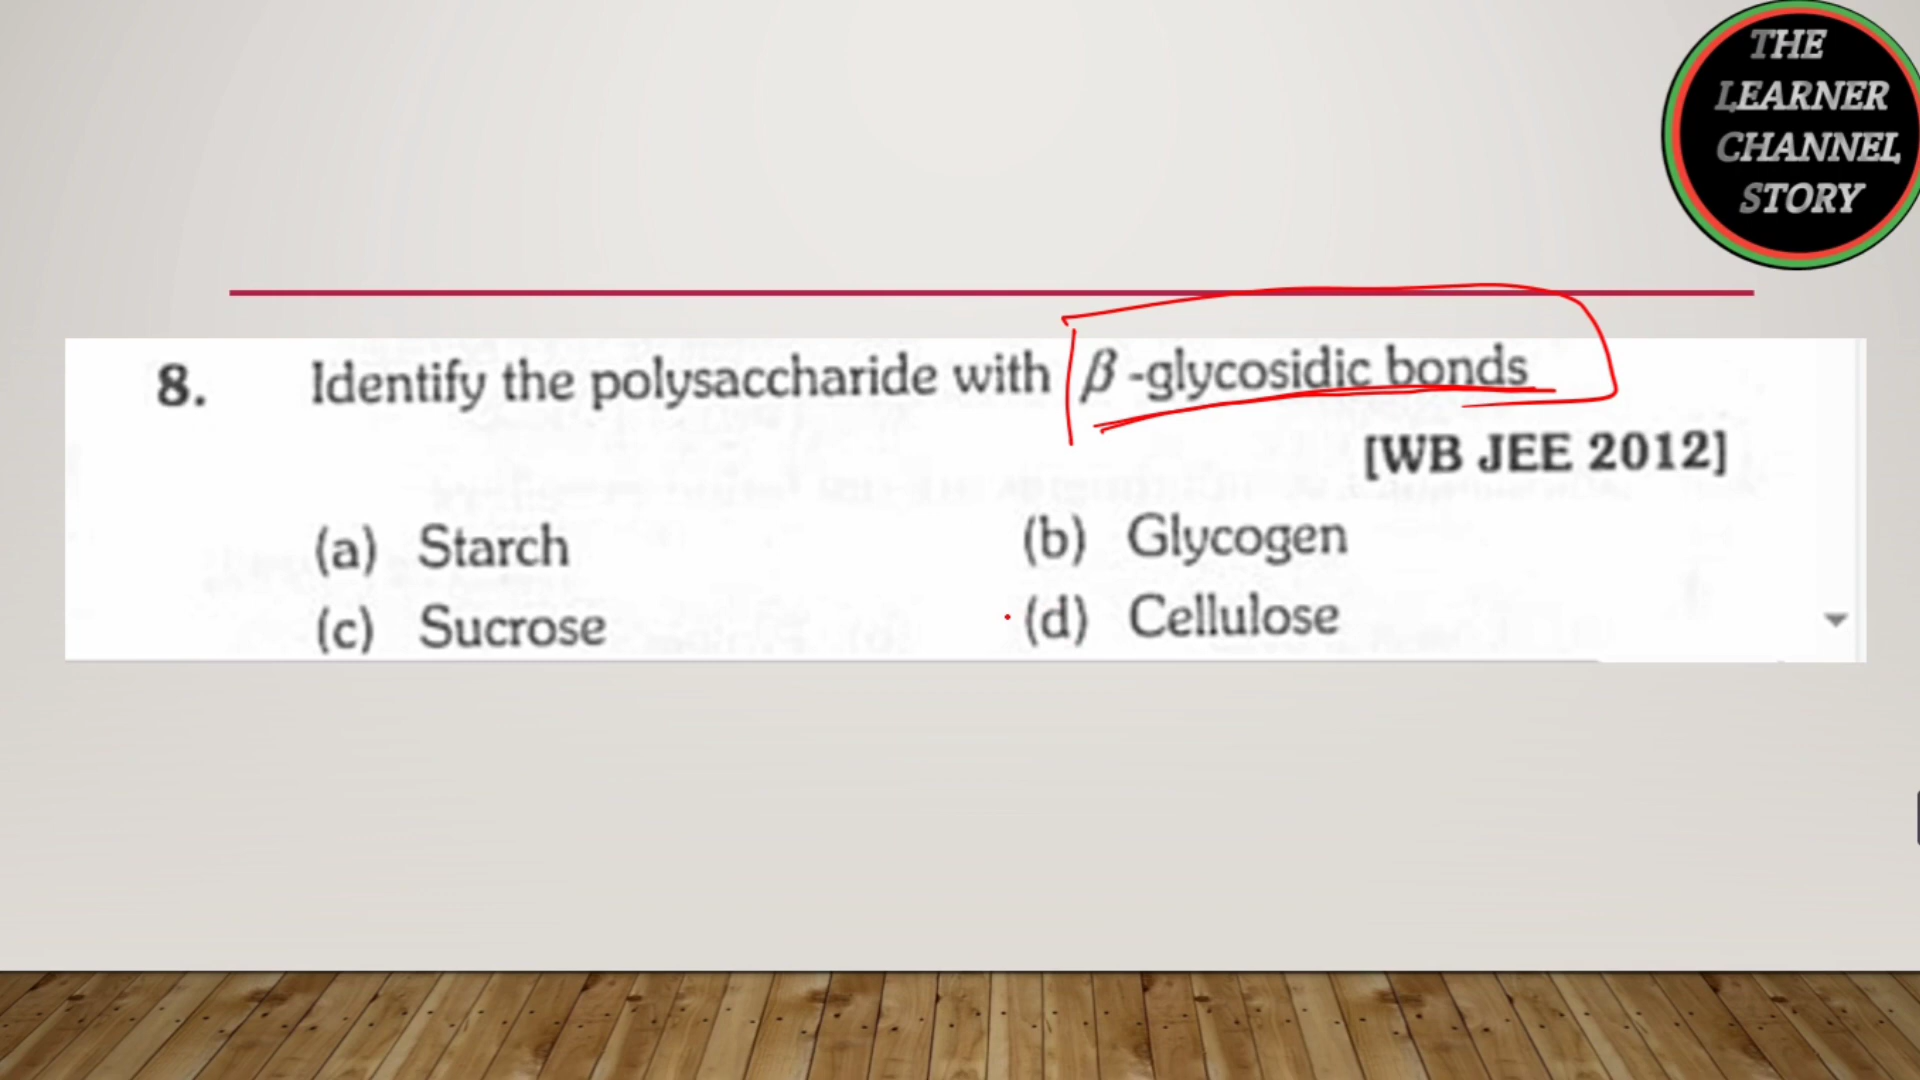 THE
LEARNER
CHANNEL
STORY
8. Identify the polysaccharide with β-glycosidic bonds
[WB JEE 2012]
(a) Starch (b) Glycogen
(c) Sucrose (d) Cellulose